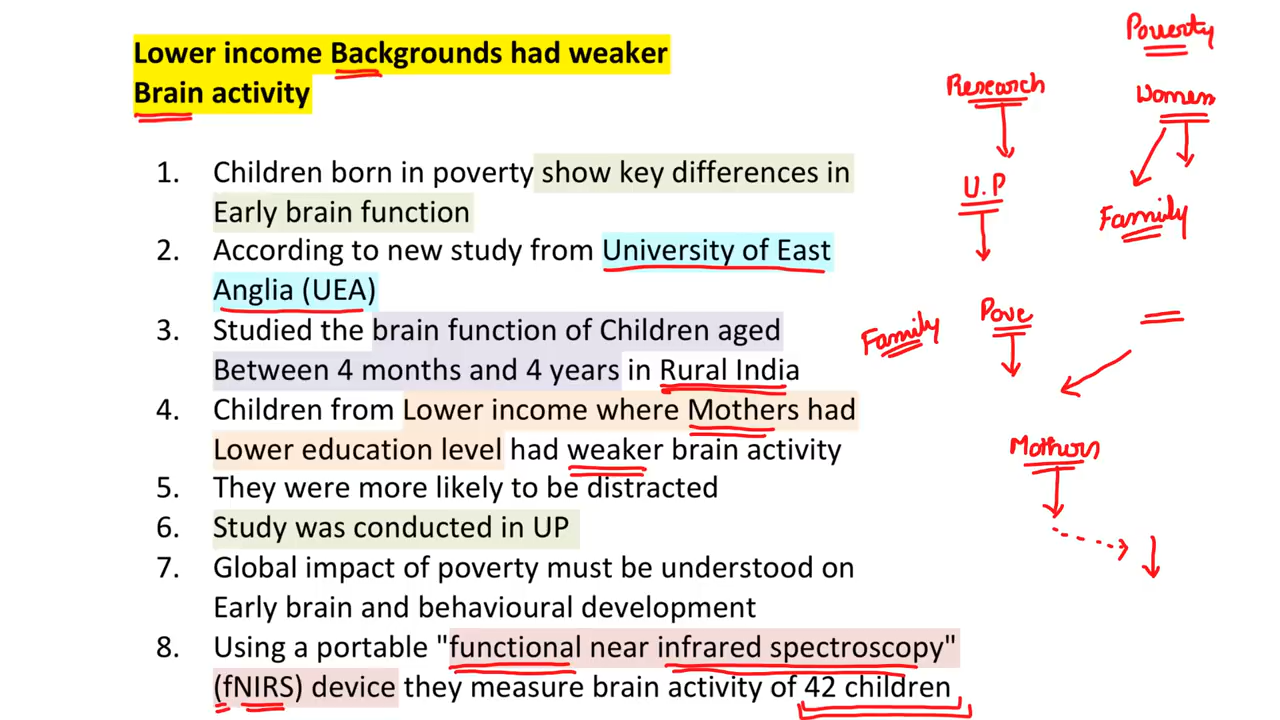 Lower income Backgrounds had weaker
Brain activity
1. Children born in poverty show key differences in
Early brain function
2. According to new study from University of East
Anglia (UEA)
3. Studied the brain function of Children aged
Between 4 months and 4 years in Rural India
4. Children from Lower income where Mothers had
Lower education level had weaker brain activity
5. They were more likely to be distracted
6. Study was conducted in UP
7. Global impact of poverty must be understood on
Early brain and behavioural development
8. Using a portable "functional near infrared spectroscopy"
(fNIRS) device they measure brain activity of 42 children
Poverty
Research
Women
U.P
Family
Family
Pove
Mothers